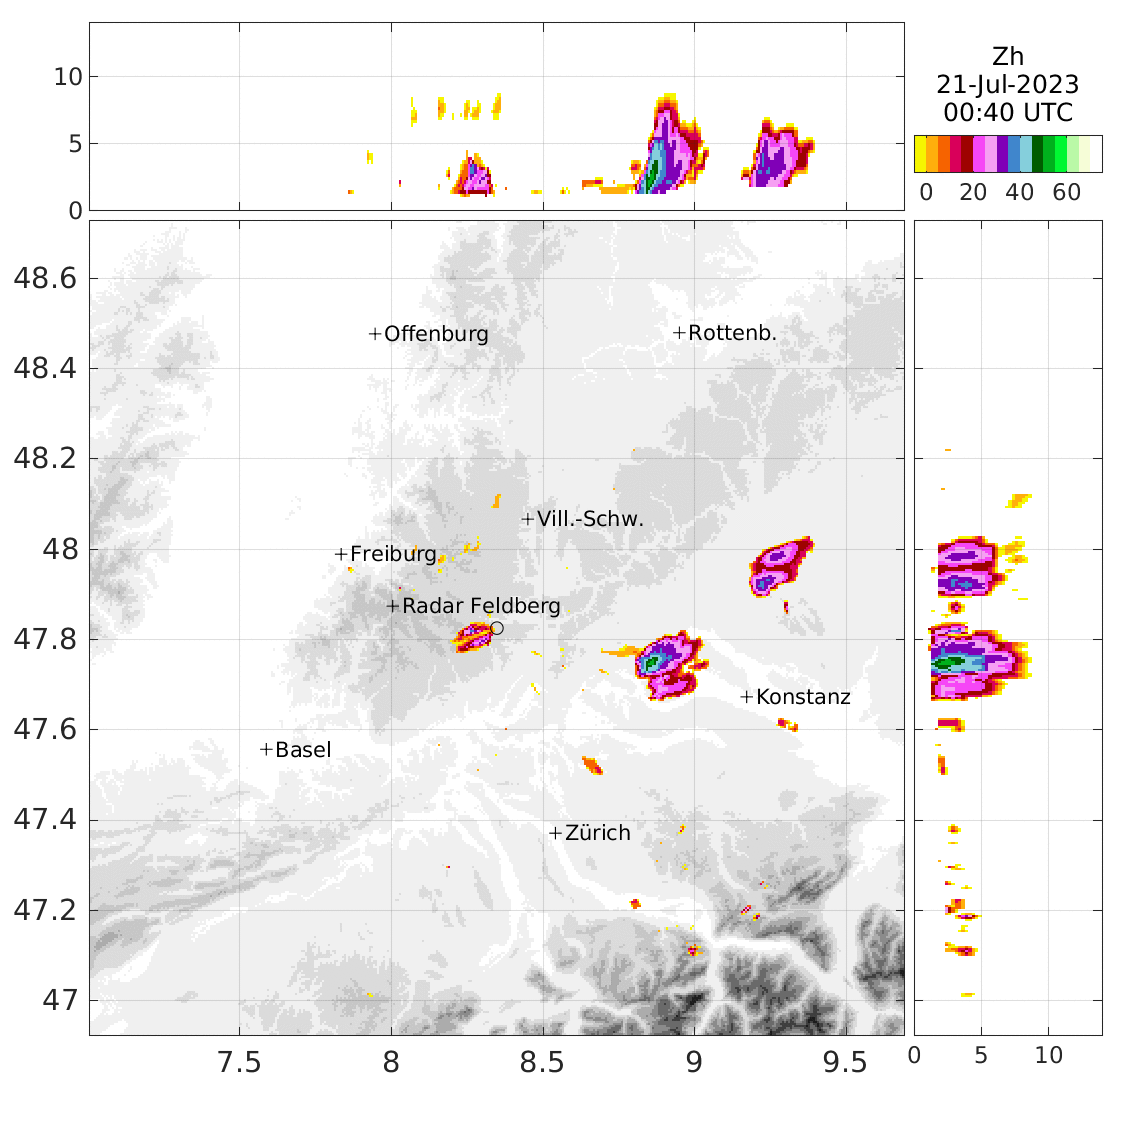 Zh
21-Jul-2023
00:40 UTC
10
5
0
0 20 40 60
48.6
48.4
48.2
48
47.8
47.6
47.4
47.2
47
+Offenburg
+Rottenb.
+Vill.-Schw.
+Freiburg
+Radar Feldberg
+Konstanz
+Basel
+Zürich
7.5 8 8.5 9 9.5
0 5 10